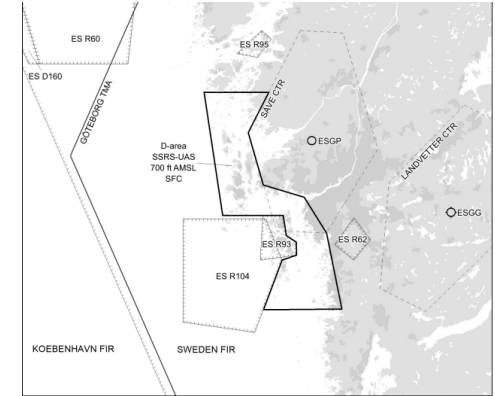 ES R60
ES R95
ES D160
GÖTEBORG TMA
SÄVE CTR
D-area
SSRS-UAS
700 ft AMSL
SFC
ESGP
LANDVETTER CTR
ESGG
ES R93
ES R62
ES R104
KOEBENHAVN FIR
SWEDEN FIR